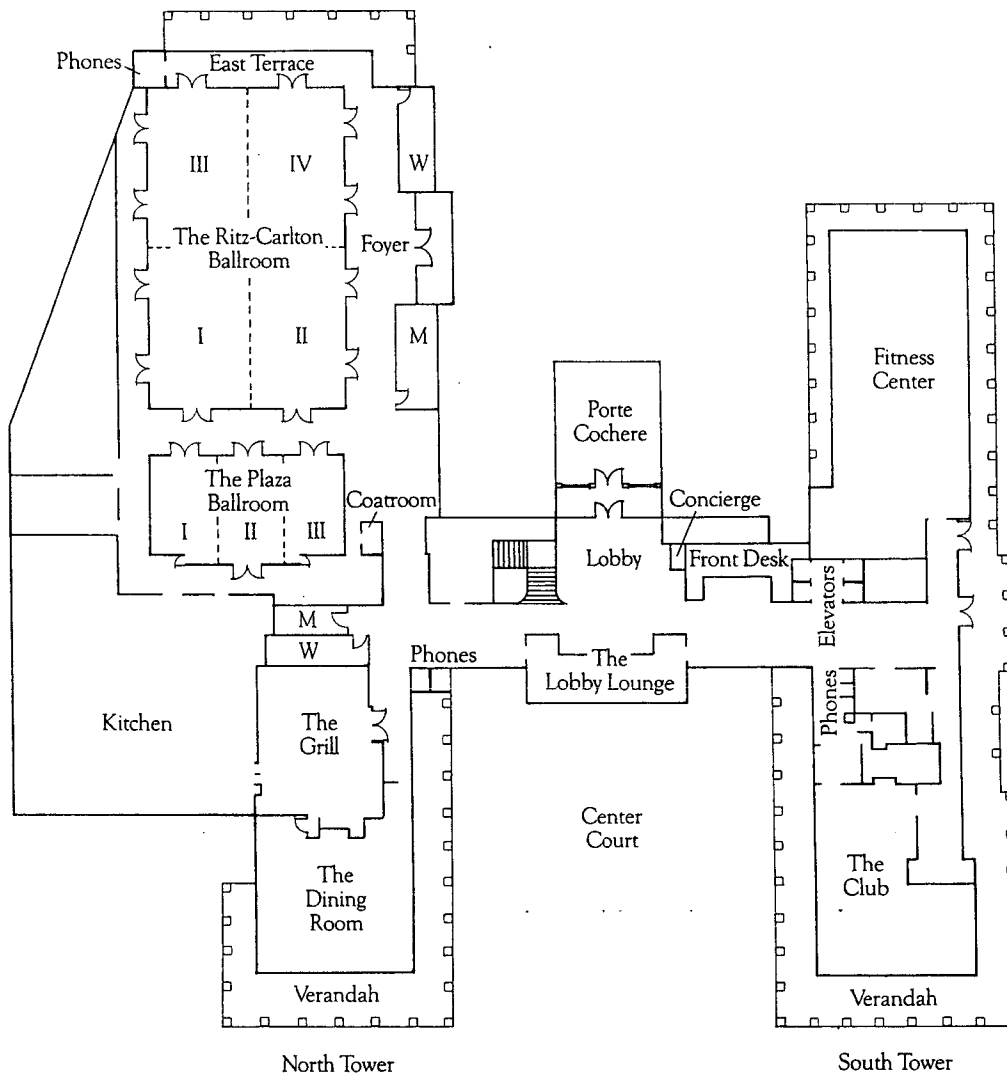 Phones
East Terrace
III
IV
W
The Ritz-Carlton
Ballroom
Foyer
I
II
M
Fitness
Center
Porte
Cochere
The Plaza
Ballroom
I
II
III
Coatroom
Concierge
Lobby
Front Desk
Elevators
M
W
Phones
The
Lobby Lounge
Phones
Kitchen
The
Grill
Center
Court
The
Dining
Room
The
Club
Verandah
Verandah
North Tower
South Tower